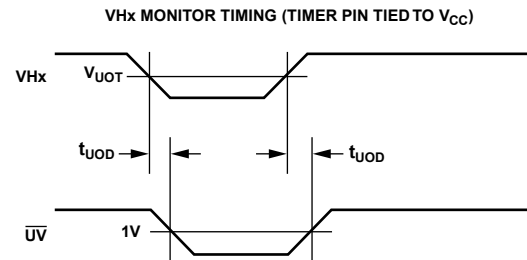 VHx MONITOR TIMING (TIMER PIN TIED TO VCC)
VHx
VUOT
tUOD
tUOD
UV
1V